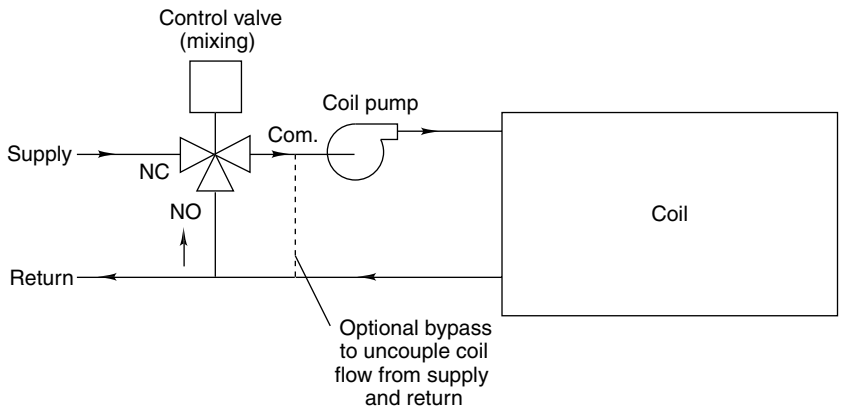 Control valve
(mixing)
Coil pump
Com.
Supply
NC
NO
Coil
Return
Optional bypass
to uncouple coil
flow from supply
and return